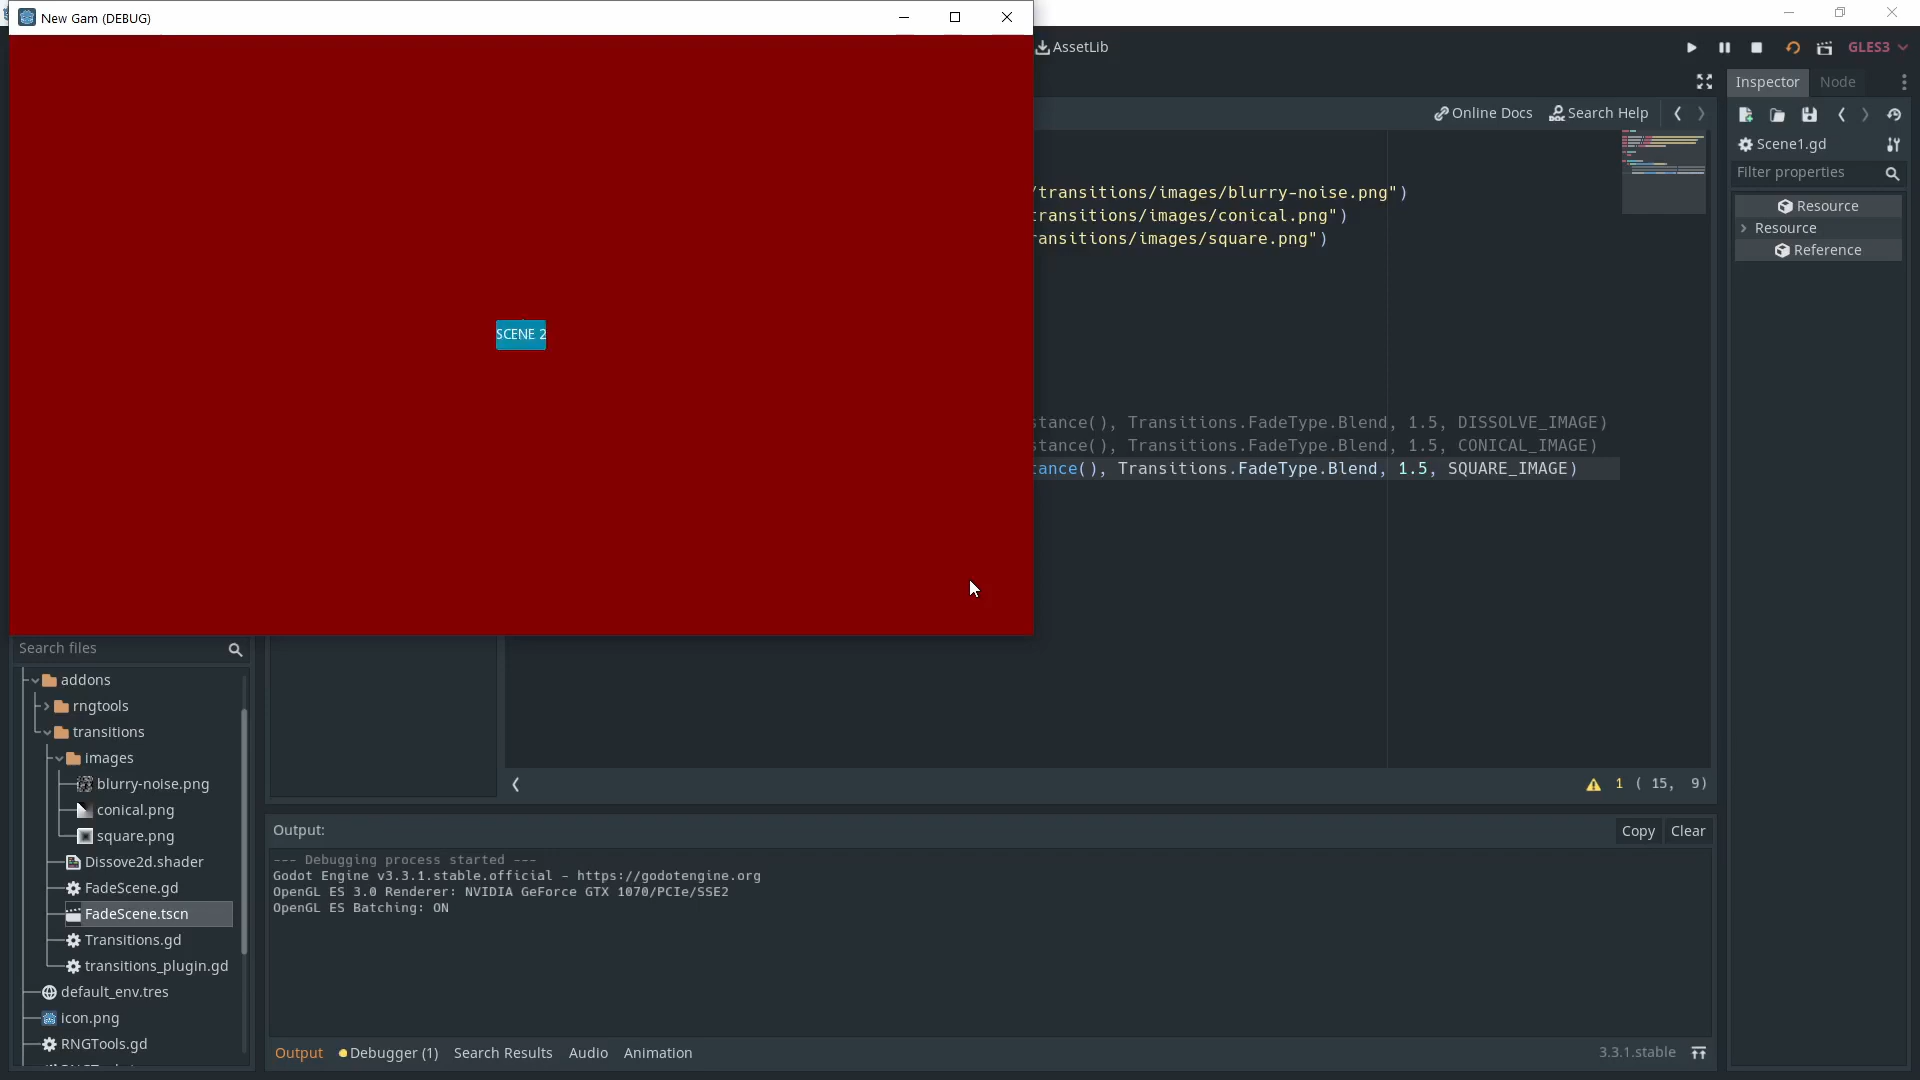 New Gam (DEBUG)
AssetLib
GLES3
Inspector
Node
Online Docs
Search Help
Scene1.gd
Filter properties
Resource
Resource
Reference
/transitions/images/blurry-noise.png")
transitions/images/conical.png")
ransitions/images/square.png")
SCENE 2
stance(), Transitions.FadeType.Blend, 1.5, DISSOLVE_IMAGE)
stance(), Transitions.FadeType.Blend, 1.5, CONICAL_IMAGE)
tance(), Transitions.FadeType.Blend, 1.5, SQUARE_IMAGE)
Search files
addons
rngtools
transitions
images
blurry-noise.png
conical.png
square.png
Dissove2d.shader
FadeScene.gd
FadeScene.tscn
Transitions.gd
transitions_plugin.gd
default_env.tres
icon.png
RNGTools.gd
1 ( 15, 9)
Output:
Copy
Clear
--- Debugging process started ---
Godot Engine v3.3.1.stable.official - https://godotengine.org
OpenGL ES 3.0 Renderer: NVIDIA GeForce GTX 1070/PCIe/SSE2
OpenGL ES Batching: ON
Output
Debugger (1)
Search Results
Audio
Animation
3.3.1.stable